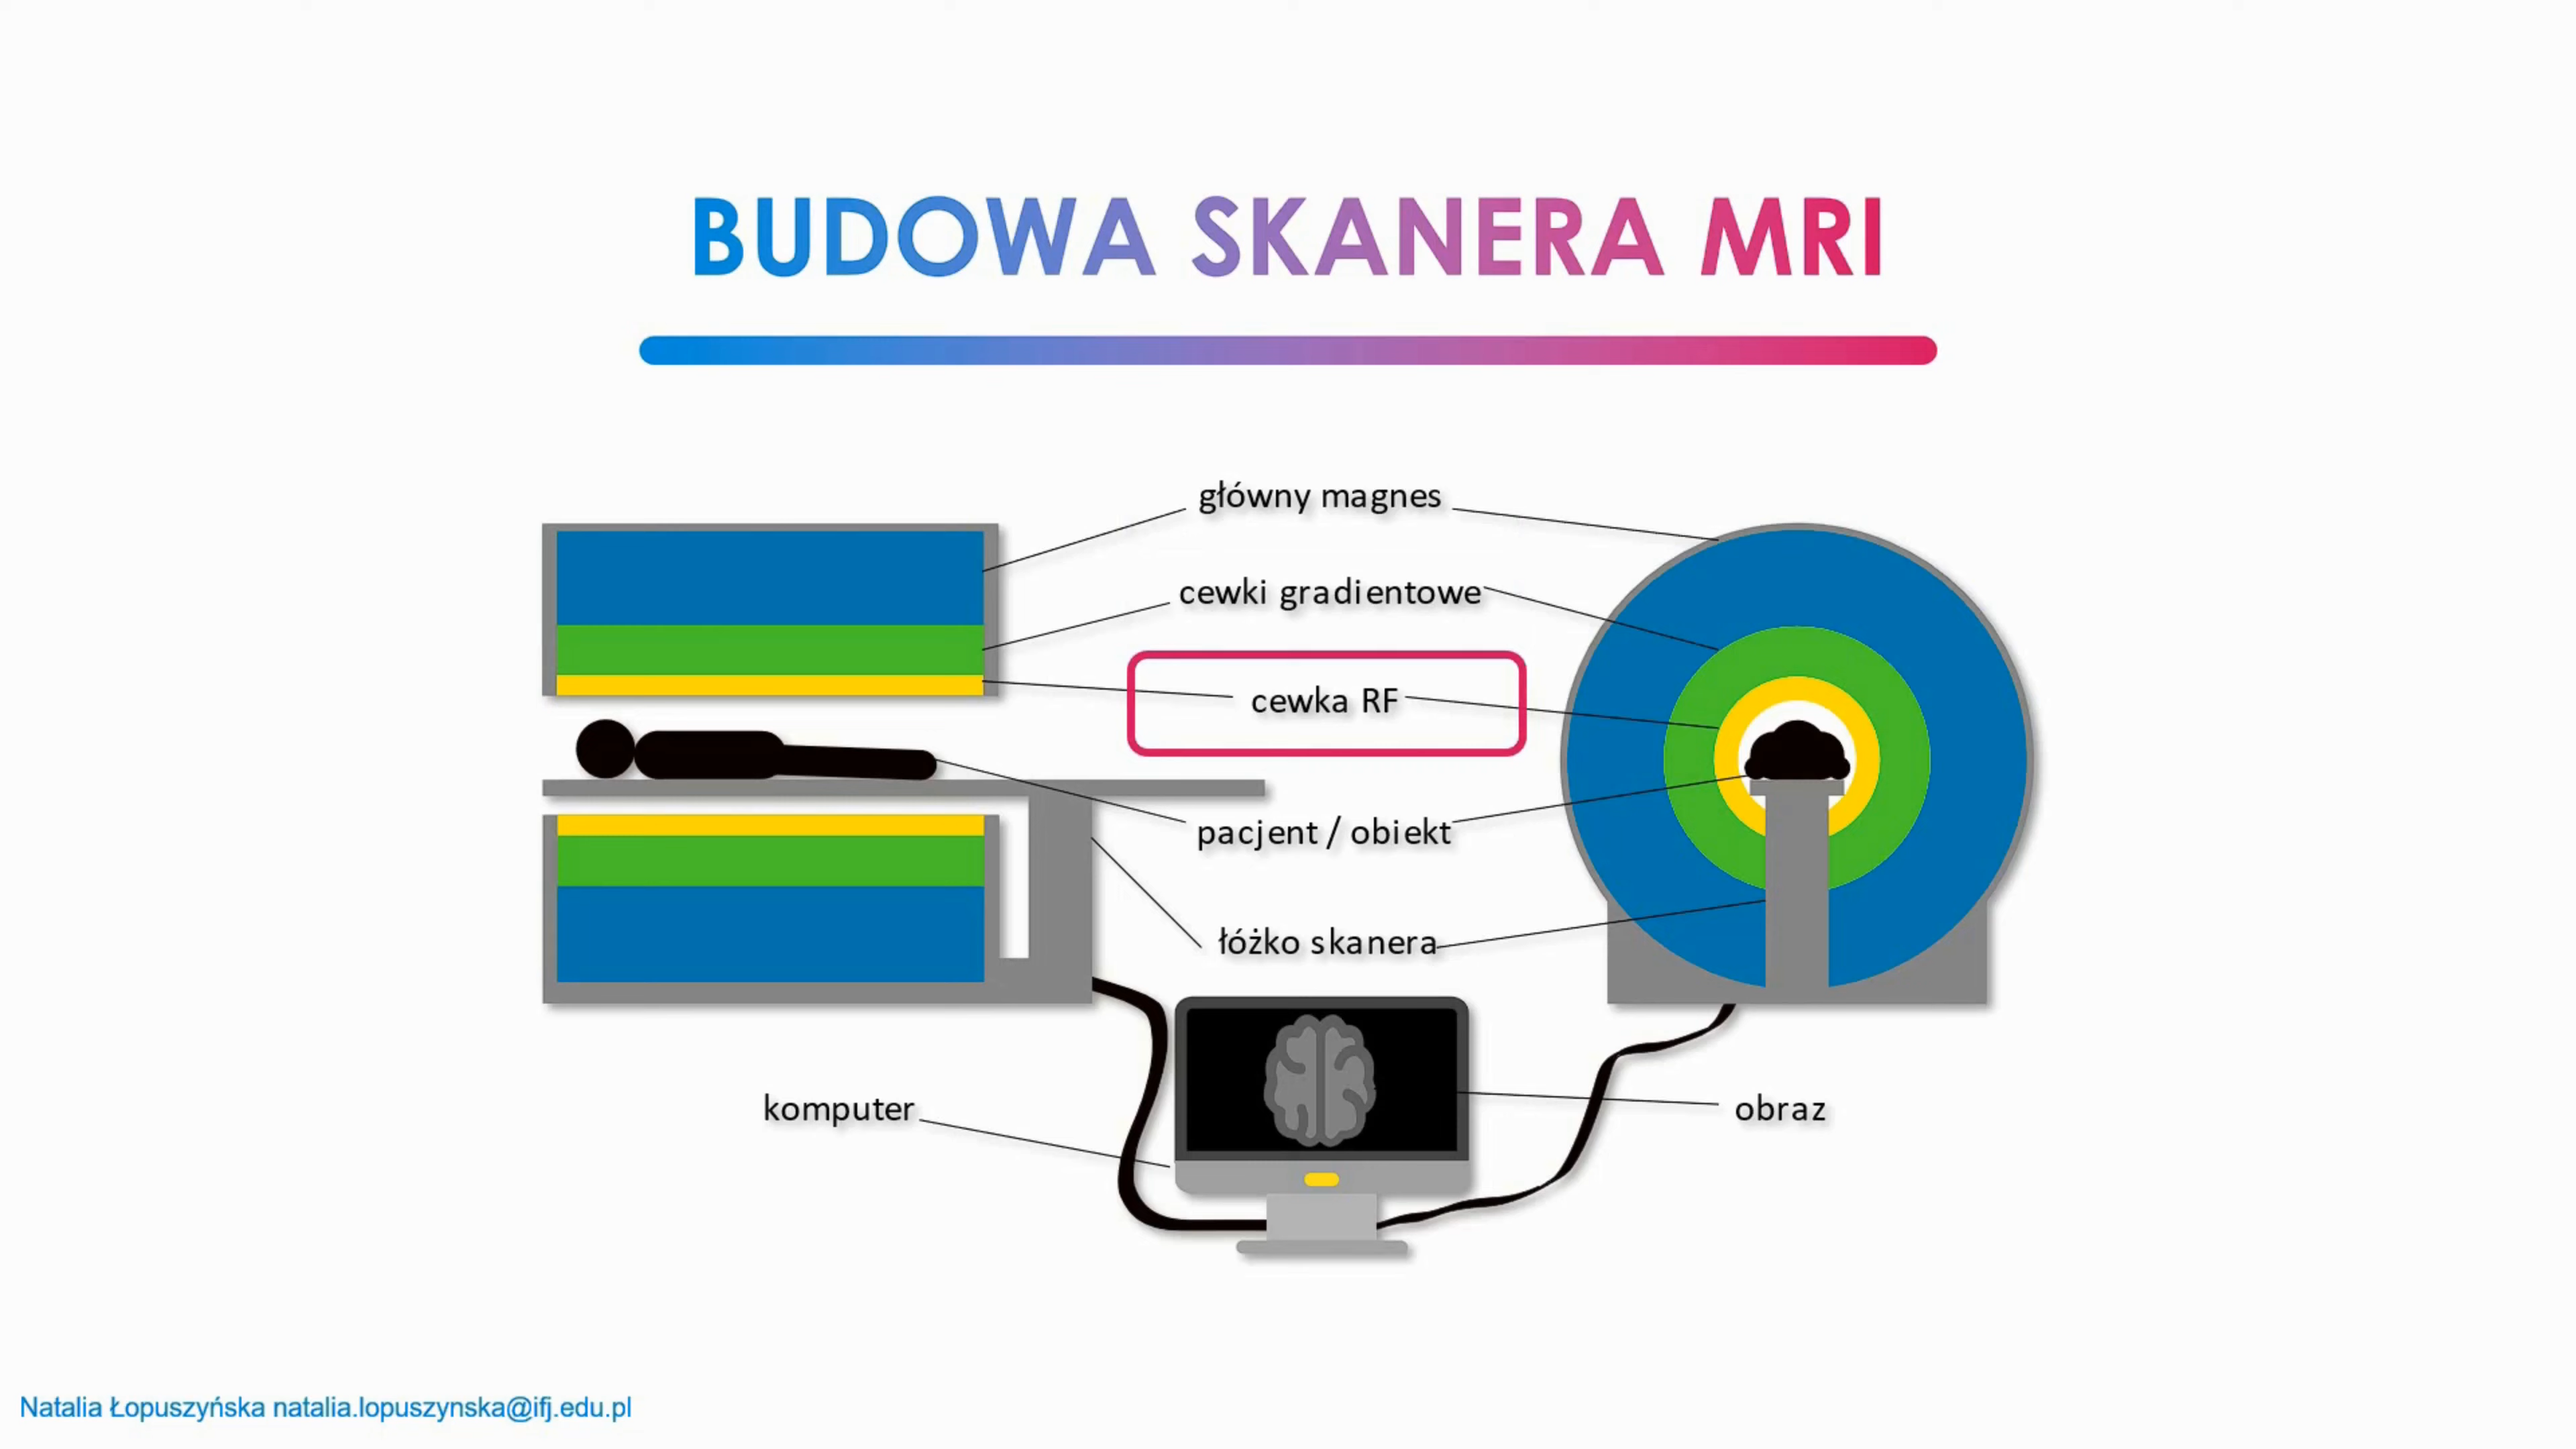 BUDOWA SKANERA MRI
główny magnes
cewki gradientowe
cewka RF
pacjent / obiekt
łóżko skanera
komputer
obraz
Natalia Łopuszyńska natalia.lopuszynska@ifj.edu.pl